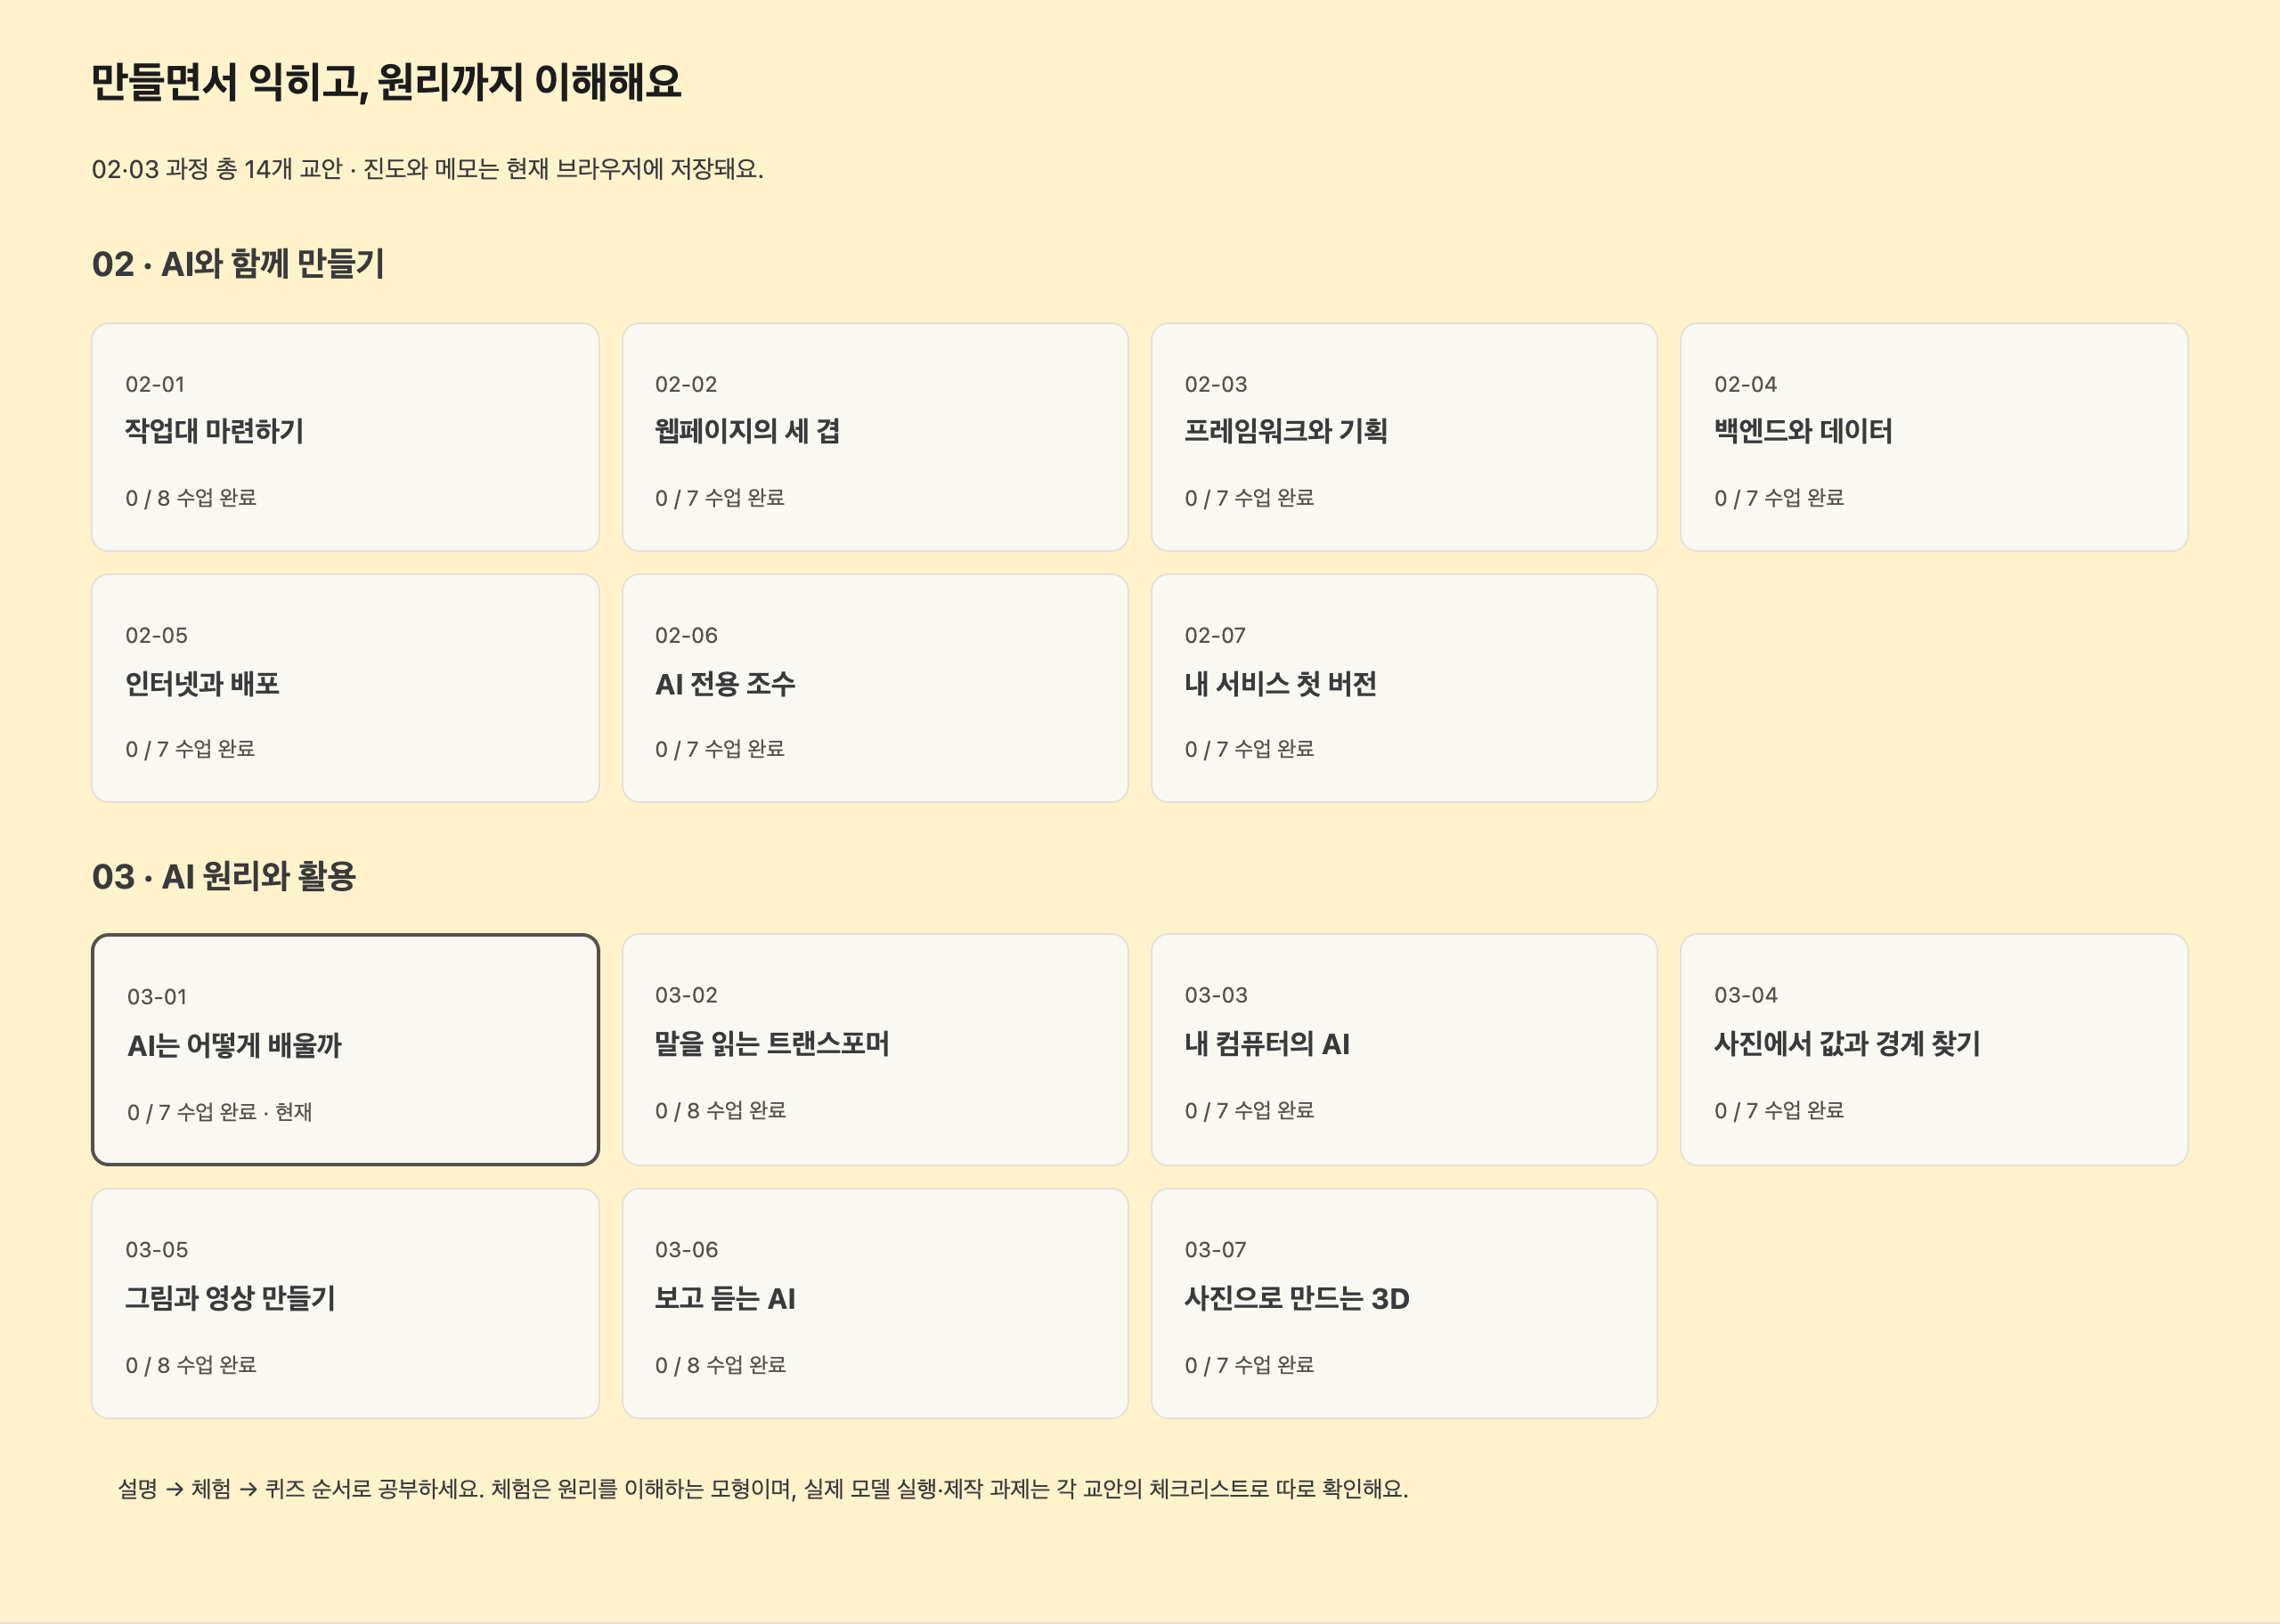 만들면서 익히고, 원리까지 이해해요
02·03 과정 총 14개 교안 · 진도와 메모는 현재 브라우저에 저장돼요.
02 · AI와 함께 만들기
02-01
작업대 마련하기
0 / 8 수업 완료
02-02
웹페이지의 세 겹
0 / 7 수업 완료
02-03
프레임워크와 기획
0 / 7 수업 완료
02-04
백엔드와 데이터
0 / 7 수업 완료
02-05
인터넷과 배포
0 / 7 수업 완료
02-06
AI 전용 조수
0 / 7 수업 완료
02-07
내 서비스 첫 버전
0 / 7 수업 완료
03 · AI 원리와 활용
03-01
AI는 어떻게 배울까
0 / 7 수업 완료 · 현재
03-02
말을 읽는 트랜스포머
0 / 8 수업 완료
03-03
내 컴퓨터의 AI
0 / 7 수업 완료
03-04
사진에서 값과 경계 찾기
0 / 7 수업 완료
03-05
그림과 영상 만들기
0 / 8 수업 완료
03-06
보고 듣는 AI
0 / 8 수업 완료
03-07
사진으로 만드는 3D
0 / 7 수업 완료
설명 → 체험 → 퀴즈 순서로 공부하세요. 체험은 원리를 이해하는 모형이며, 실제 모델 실행·제작 과제는 각 교안의 체크리스트로 따로 확인해요.